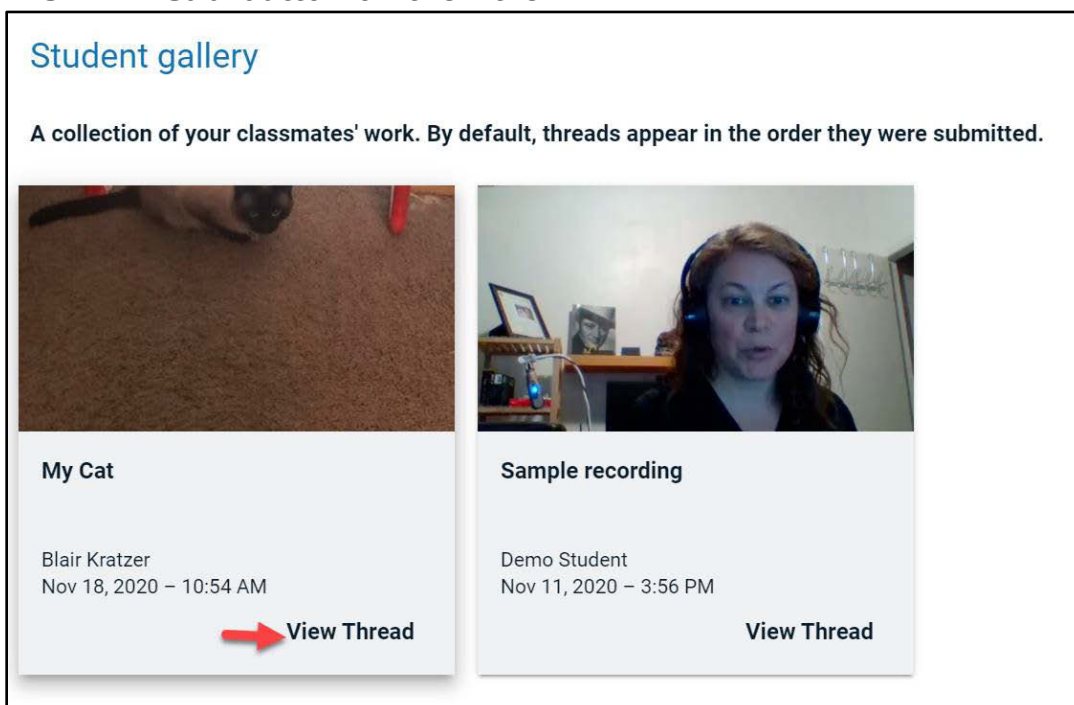 Student gallery
A collection of your classmates' work. By default, threads appear in the order they were submitted.
My Cat
Blair Kratzer
Nov 18, 2020 – 10:54 AM
View Thread
Sample recording
Demo Student
Nov 11, 2020 – 3:56 PM
View Thread